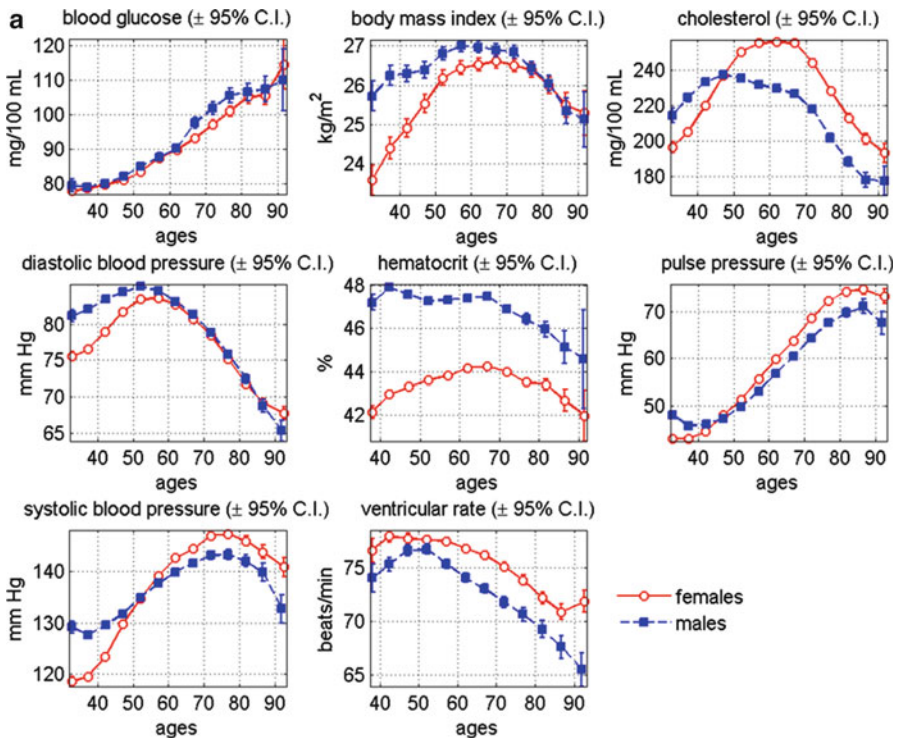 a
blood glucose (± 95% C.I.)
mg/100 mL
120
110
100
90
80
40 50 60 70 80 90
ages
body mass index (± 95% C.I.)
kg/m²
27
26
25
24
40 50 60 70 80 90
ages
cholesterol (± 95% C.I.)
mg/100 mL
240
220
200
180
40 50 60 70 80 90
ages
diastolic blood pressure (± 95% C.I.)
mm Hg
80
75
70
65
40 50 60 70 80 90
ages
hematocrit (± 95% C.I.)
%
48
46
44
42
40 50 60 70 80 90
ages
pulse pressure (± 95% C.I.)
mm Hg
70
60
50
40 50 60 70 80 90
ages
systolic blood pressure (± 95% C.I.)
mm Hg
140
130
120
40 50 60 70 80 90
ages
ventricular rate (± 95% C.I.)
beats/min
75
70
65
40 50 60 70 80 90
ages
females
males